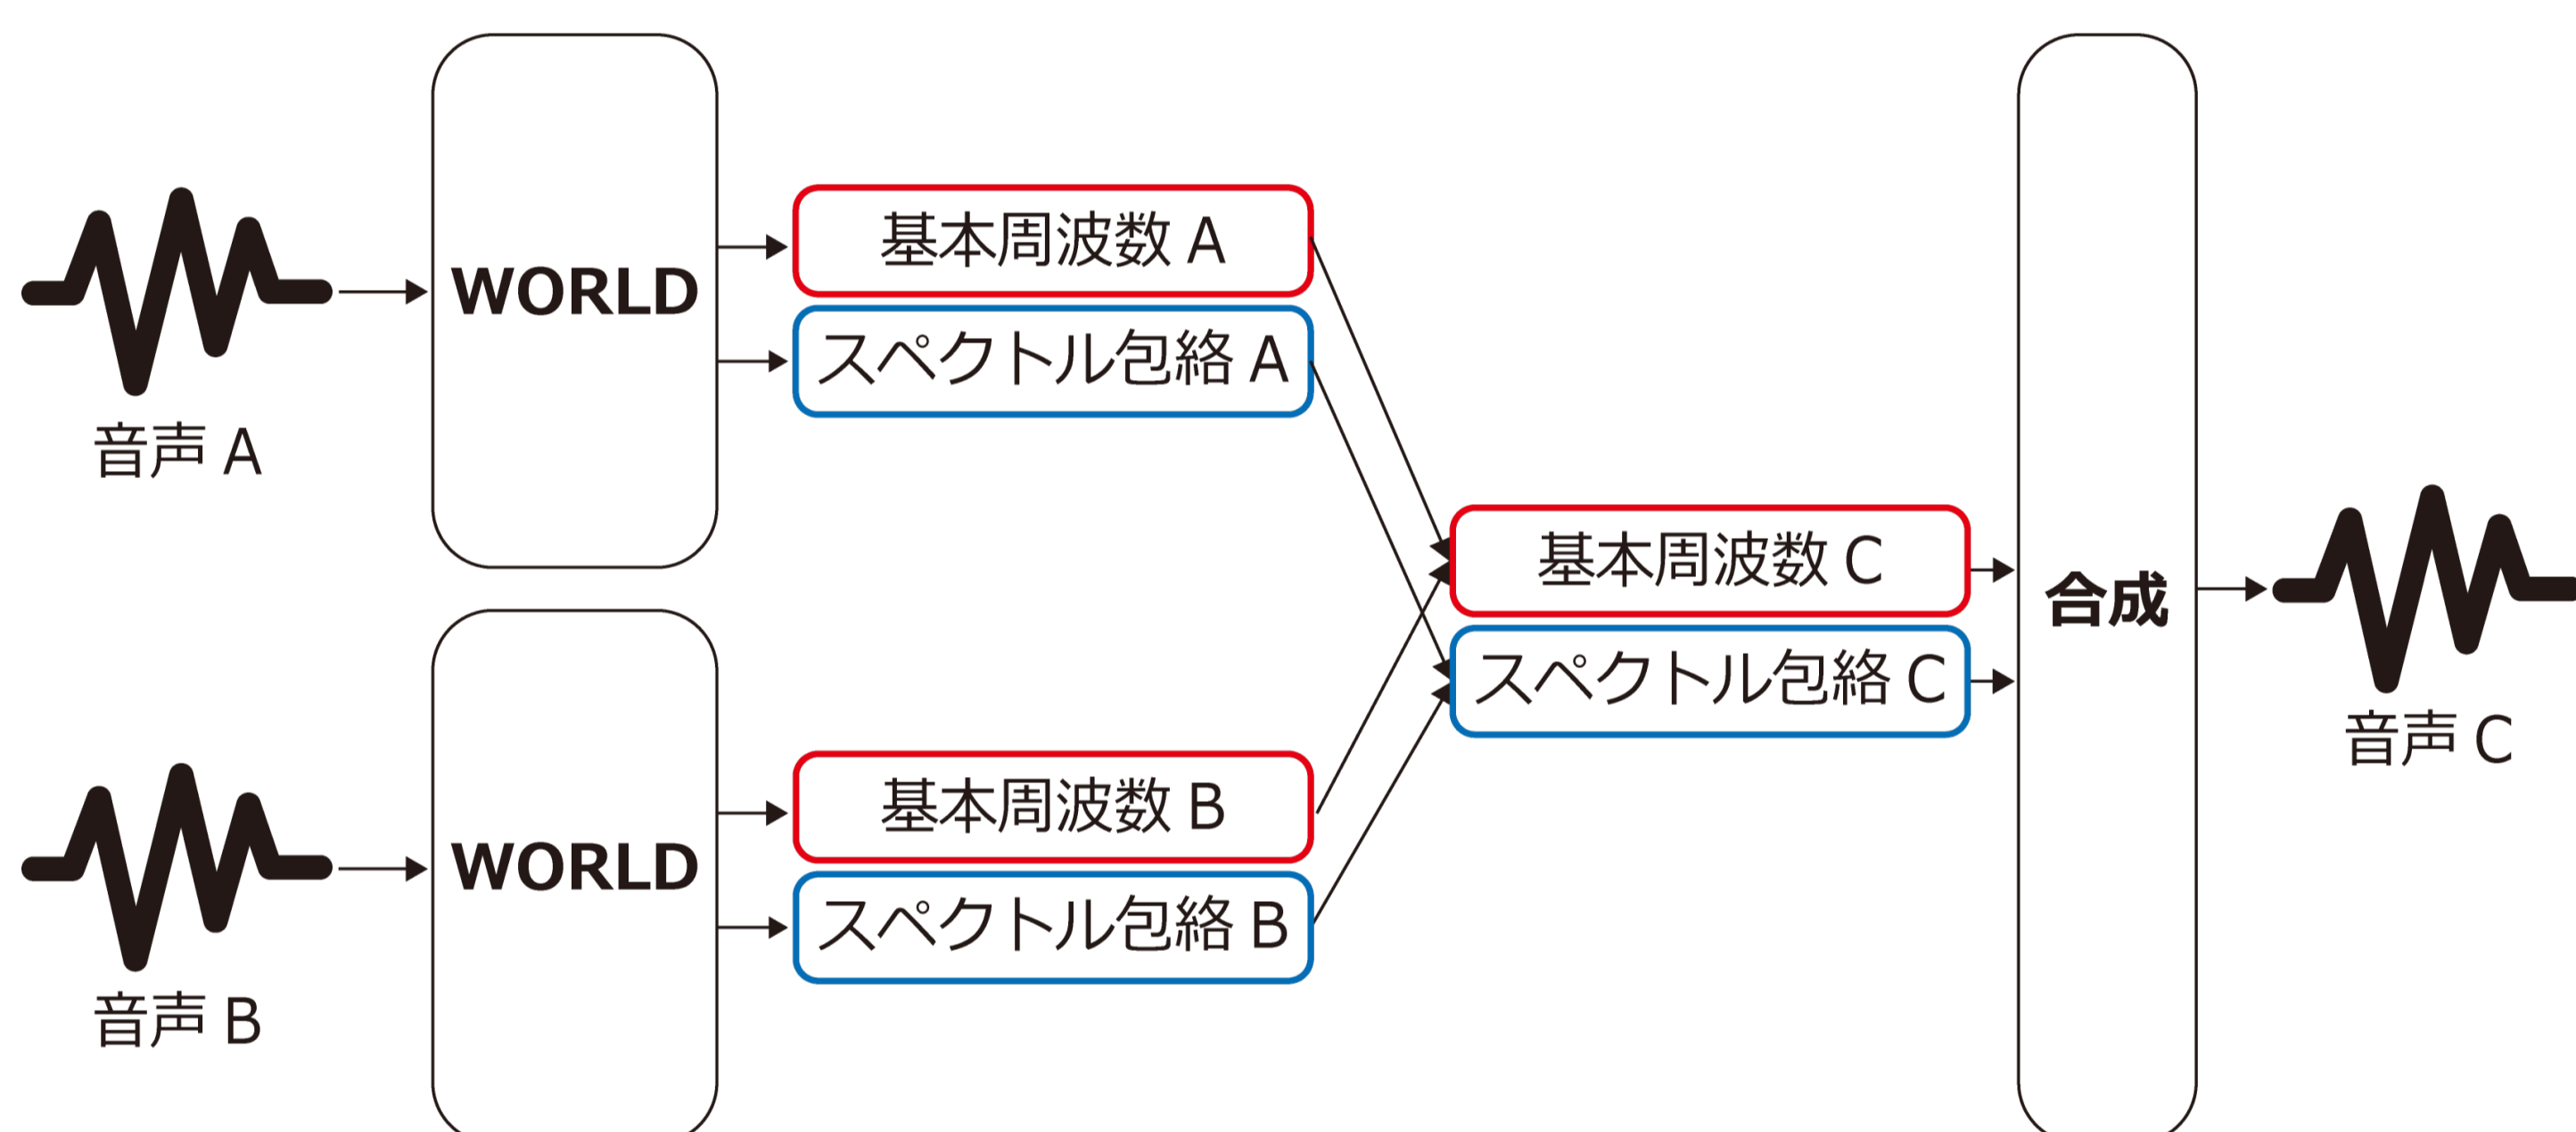 音声 A
WORLD
基本周波数 A
スペクトル包絡 A
音声 B
WORLD
基本周波数 B
スペクトル包絡 B
基本周波数 C
スペクトル包絡 C
合成
音声 C